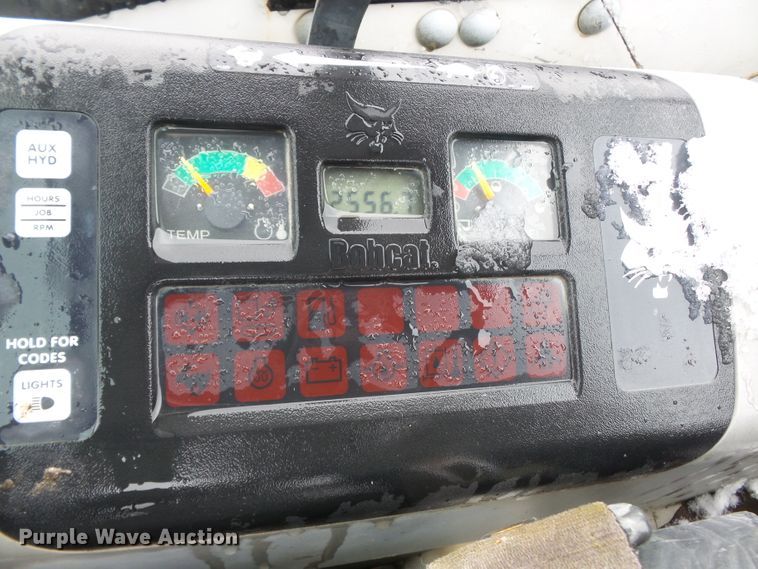 AUX
HYD
HOURS
JOB
RPM
TEMP
Bobcat
HOLD FOR
CODES
LIGHTS
Purple Wave Auction